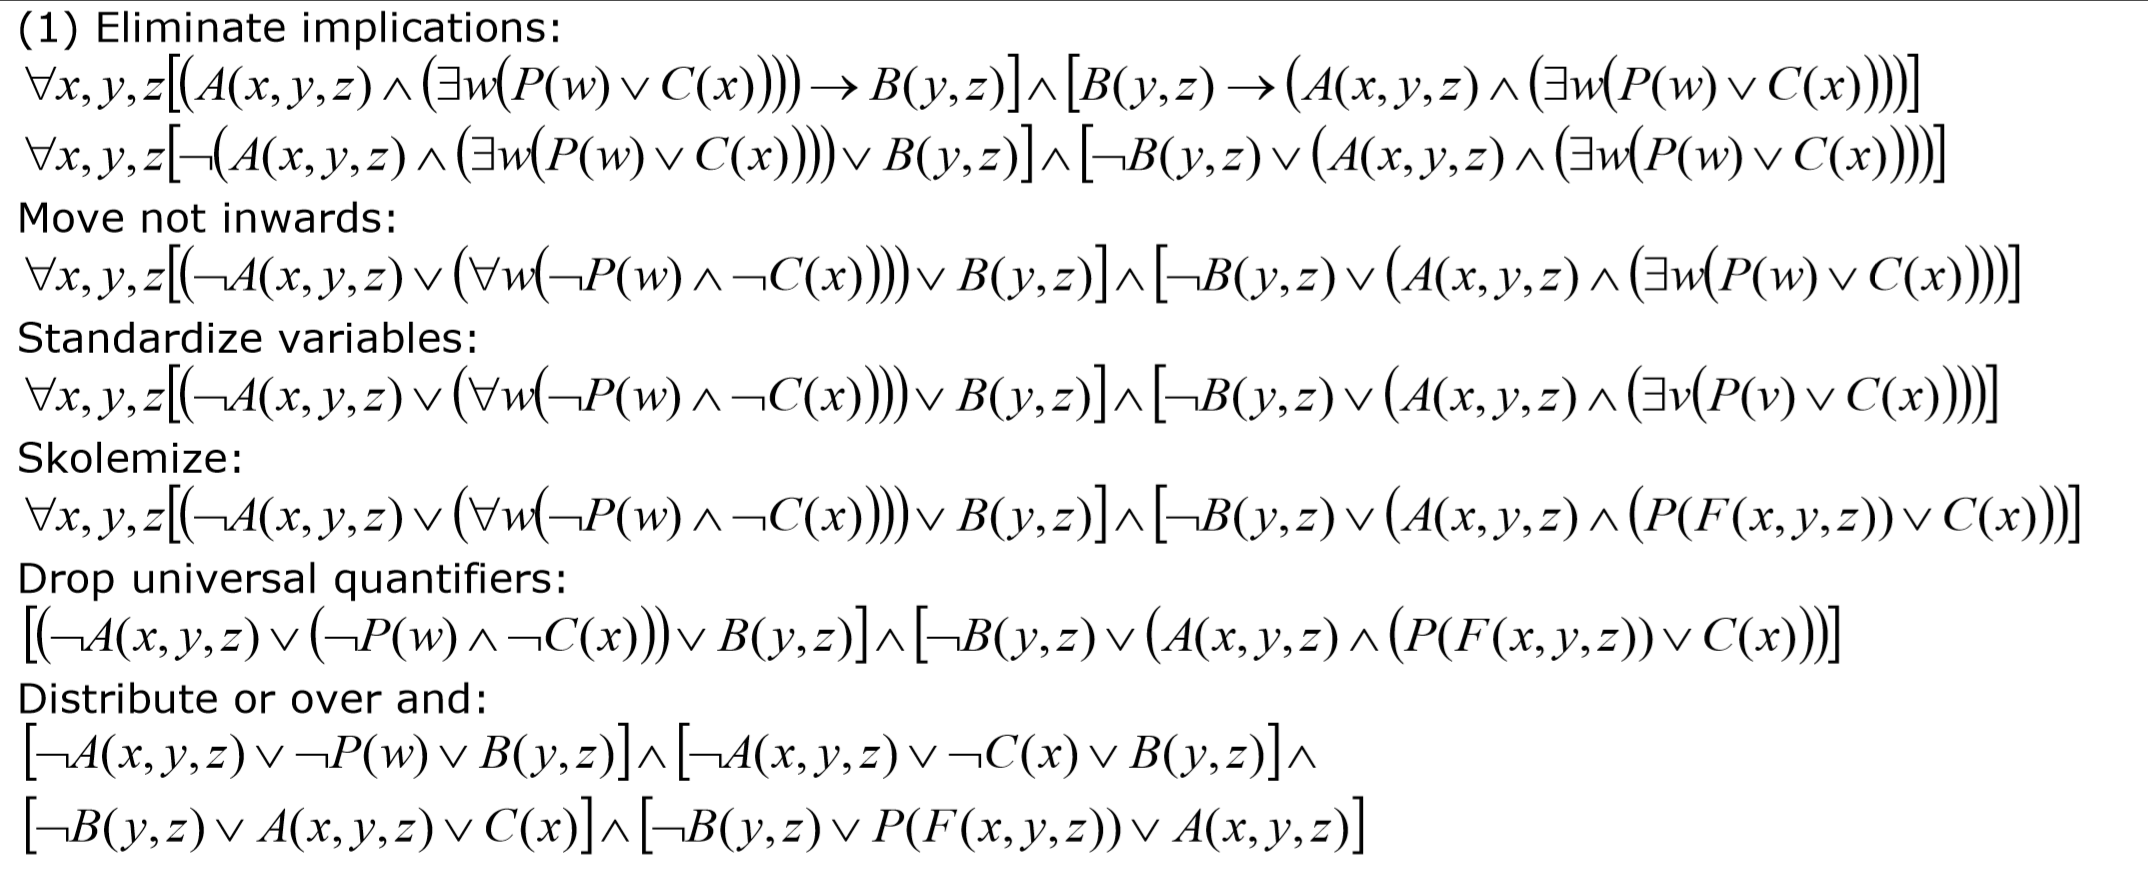 (1) Eliminate implications:
∀x,y,z[(A(x,y,z)∧(∃w(P(w)∨C(x))))→B(y,z)]∧[B(y,z)→(A(x,y,z)∧(∃w(P(w)∨C(x))))]
∀x,y,z[¬(A(x,y,z)∧(∃w(P(w)∨C(x))))∨B(y,z)]∧[¬B(y,z)∨(A(x,y,z)∧(∃w(P(w)∨C(x))))]
Move not inwards:
∀x,y,z[(¬A(x,y,z)∨(∀w(¬P(w)∧¬C(x))))∨B(y,z)]∧[¬B(y,z)∨(A(x,y,z)∧(∃w(P(w)∨C(x))))]
Standardize variables:
∀x,y,z[(¬A(x,y,z)∨(∀w(¬P(w)∧¬C(x))))∨B(y,z)]∧[¬B(y,z)∨(A(x,y,z)∧(∃v(P(v)∨C(x))))]
Skolemize:
∀x,y,z[(¬A(x,y,z)∨(∀w(¬P(w)∧¬C(x))))∨B(y,z)]∧[¬B(y,z)∨(A(x,y,z)∧(P(F(x,y,z))∨C(x)))]
Drop universal quantifiers:
[(¬A(x,y,z)∨(¬P(w)∧¬C(x)))∨B(y,z)]∧[¬B(y,z)∨(A(x,y,z)∧(P(F(x,y,z))∨C(x)))]
Distribute or over and:
[¬A(x,y,z)∨¬P(w)∨B(y,z)]∧[¬A(x,y,z)∨¬C(x)∨B(y,z)]∧
[¬B(y,z)∨A(x,y,z)∨C(x)]∧[¬B(y,z)∨P(F(x,y,z))∨A(x,y,z)]